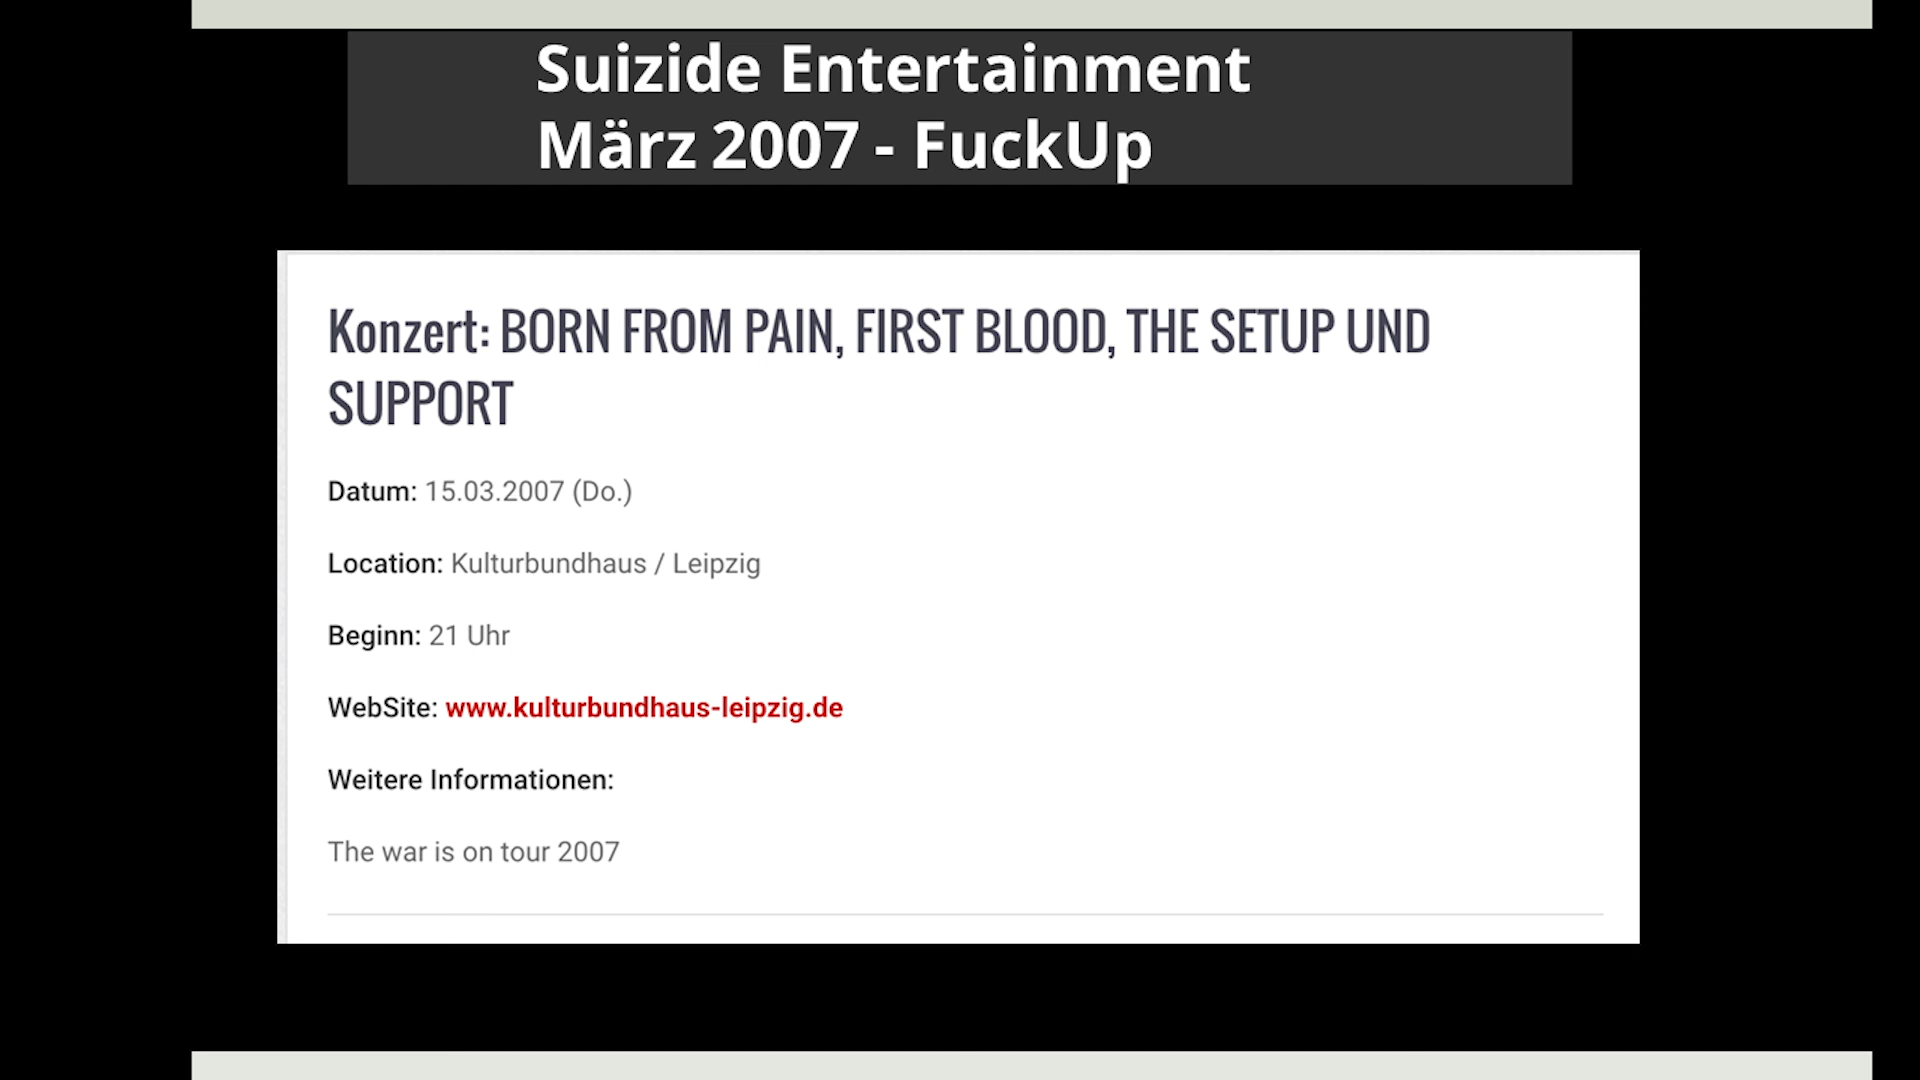 Suizide Entertainment
März 2007 - FuckUp
Konzert: BORN FROM PAIN, FIRST BLOOD, THE SETUP UND
SUPPORT
Datum: 15.03.2007 (Do.)
Location: Kulturbundhaus / Leipzig
Beginn: 21 Uhr
WebSite: www.kulturbundhaus-leipzig.de
Weitere Informationen:
The war is on tour 2007